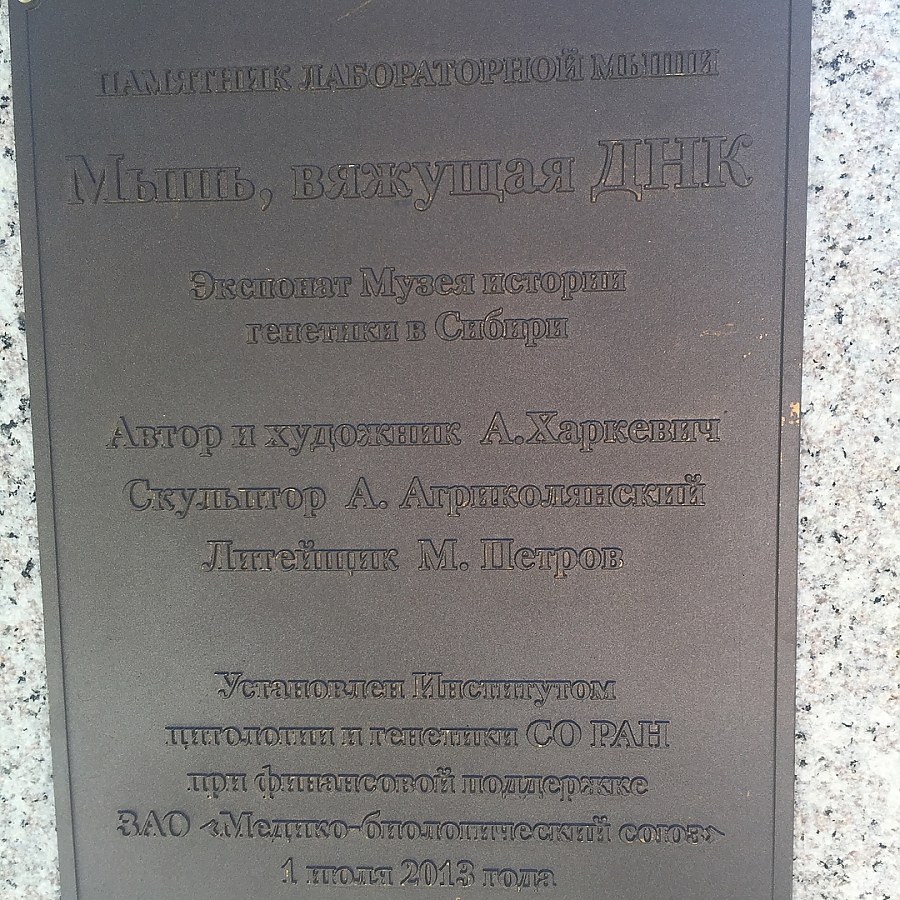 ПАМЯТНИК ЛАБОРАТОРНОЙ МЫШИ
Мышь, вяжущая ДНК
Экспонат Музея истории
генетики в Сибири
Автор и художник А.Харкевич
Скульптор А. Агриколянский
Литейщик М. Петров
Установлен Институтом
цитологии и генетики СО РАН
при финансовой поддержке
ЗАО «Медико-биологический союз»
1 июля 2013 года